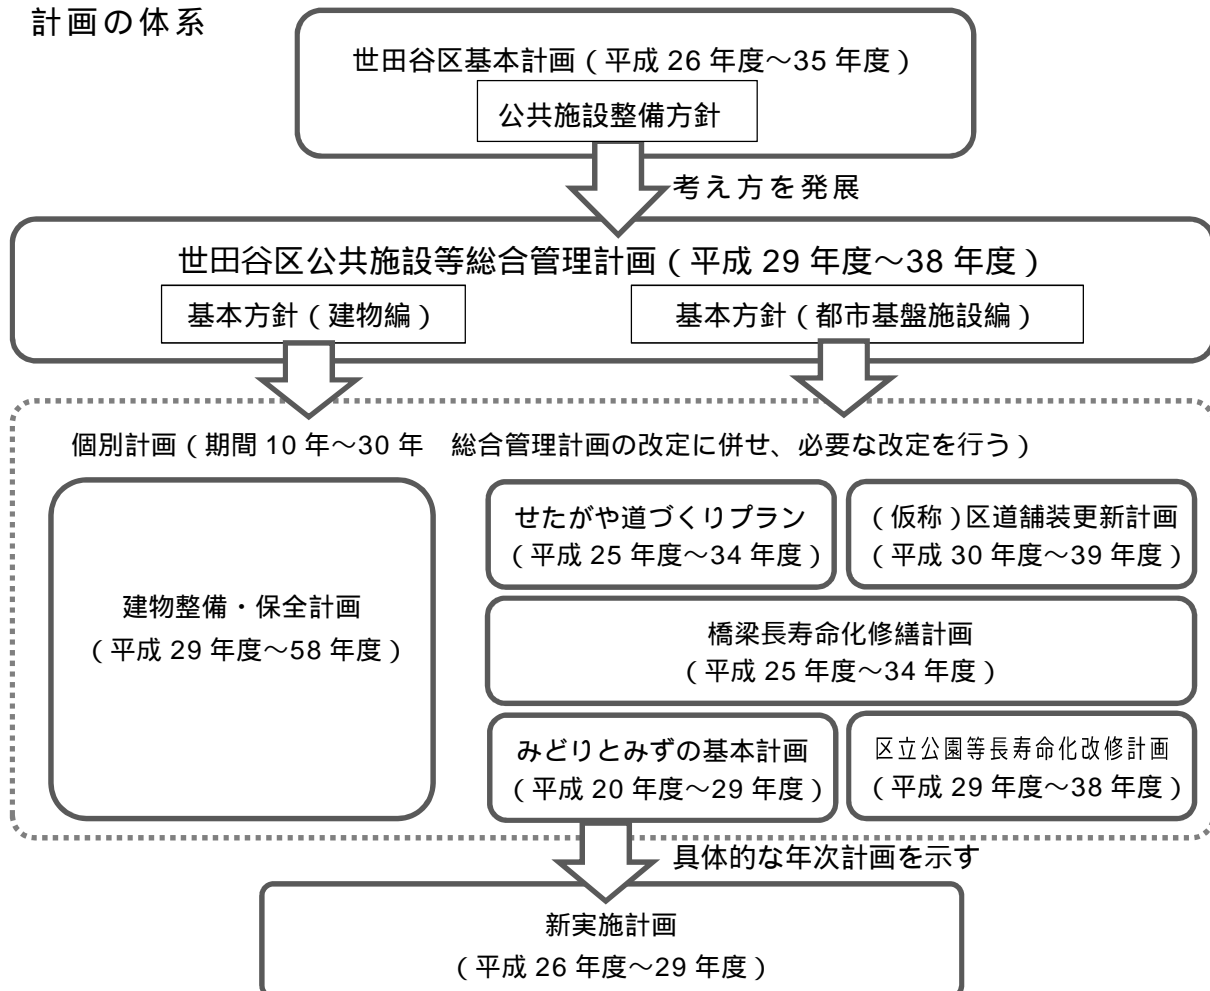 計画の体系
世田谷区基本計画（平成 26 年度～35 年度）
公共施設整備方針
考え方を発展
世田谷区公共施設等総合管理計画（平成 29 年度～38 年度）
基本方針（建物編）
基本方針（都市基盤施設編）
個別計画（期間 10 年～30 年　総合管理計画の改定に併せ、必要な改定を行う）
建物整備・保全計画
（平成 29 年度～58 年度）
せたがや道づくりプラン
（平成 25 年度～34 年度）
（仮称）区道舗装更新計画
（平成 30 年度～39 年度）
橋梁長寿命化修繕計画
（平成 25 年度～34 年度）
みどりとみずの基本計画
（平成 20 年度～29 年度）
区立公園等長寿命化改修計画
（平成 29 年度～38 年度）
具体的な年次計画を示す
新実施計画
（平成 26 年度～29 年度）